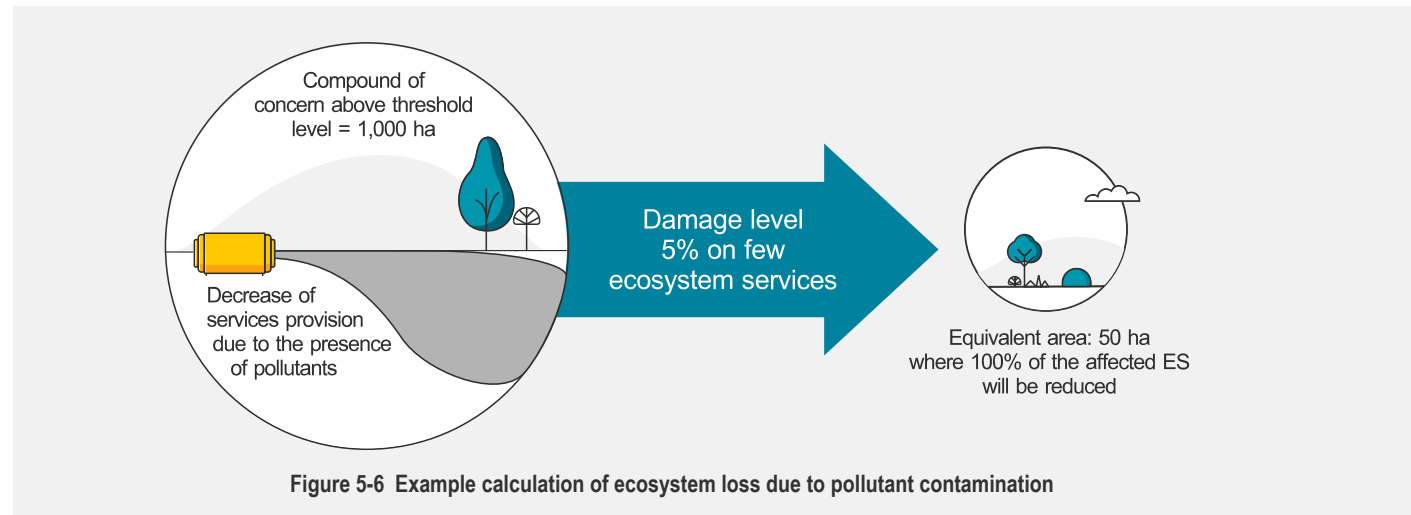 Compound of
concern above threshold
level = 1,000 ha
Decrease of
services provision
due to the presence
of pollutants
Damage level
5% on few
ecosystem services
Equivalent area: 50 ha
where 100% of the affected ES
will be reduced
Figure 5-6 Example calculation of ecosystem loss due to pollutant contamination